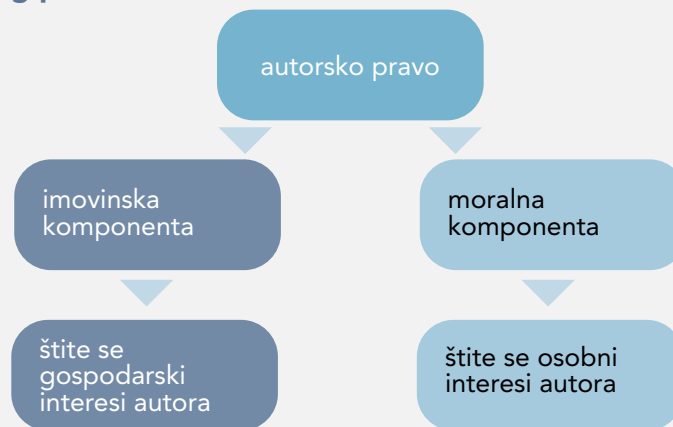 autorsko pravo
imovinska
komponenta
moralna
komponenta
štite se
gospodarski
interesi autora
štite se osobni
interesi autora